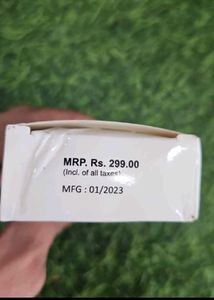 MRP. Rs. 299.00
(Incl. of all taxes)
MFG : 01/2023